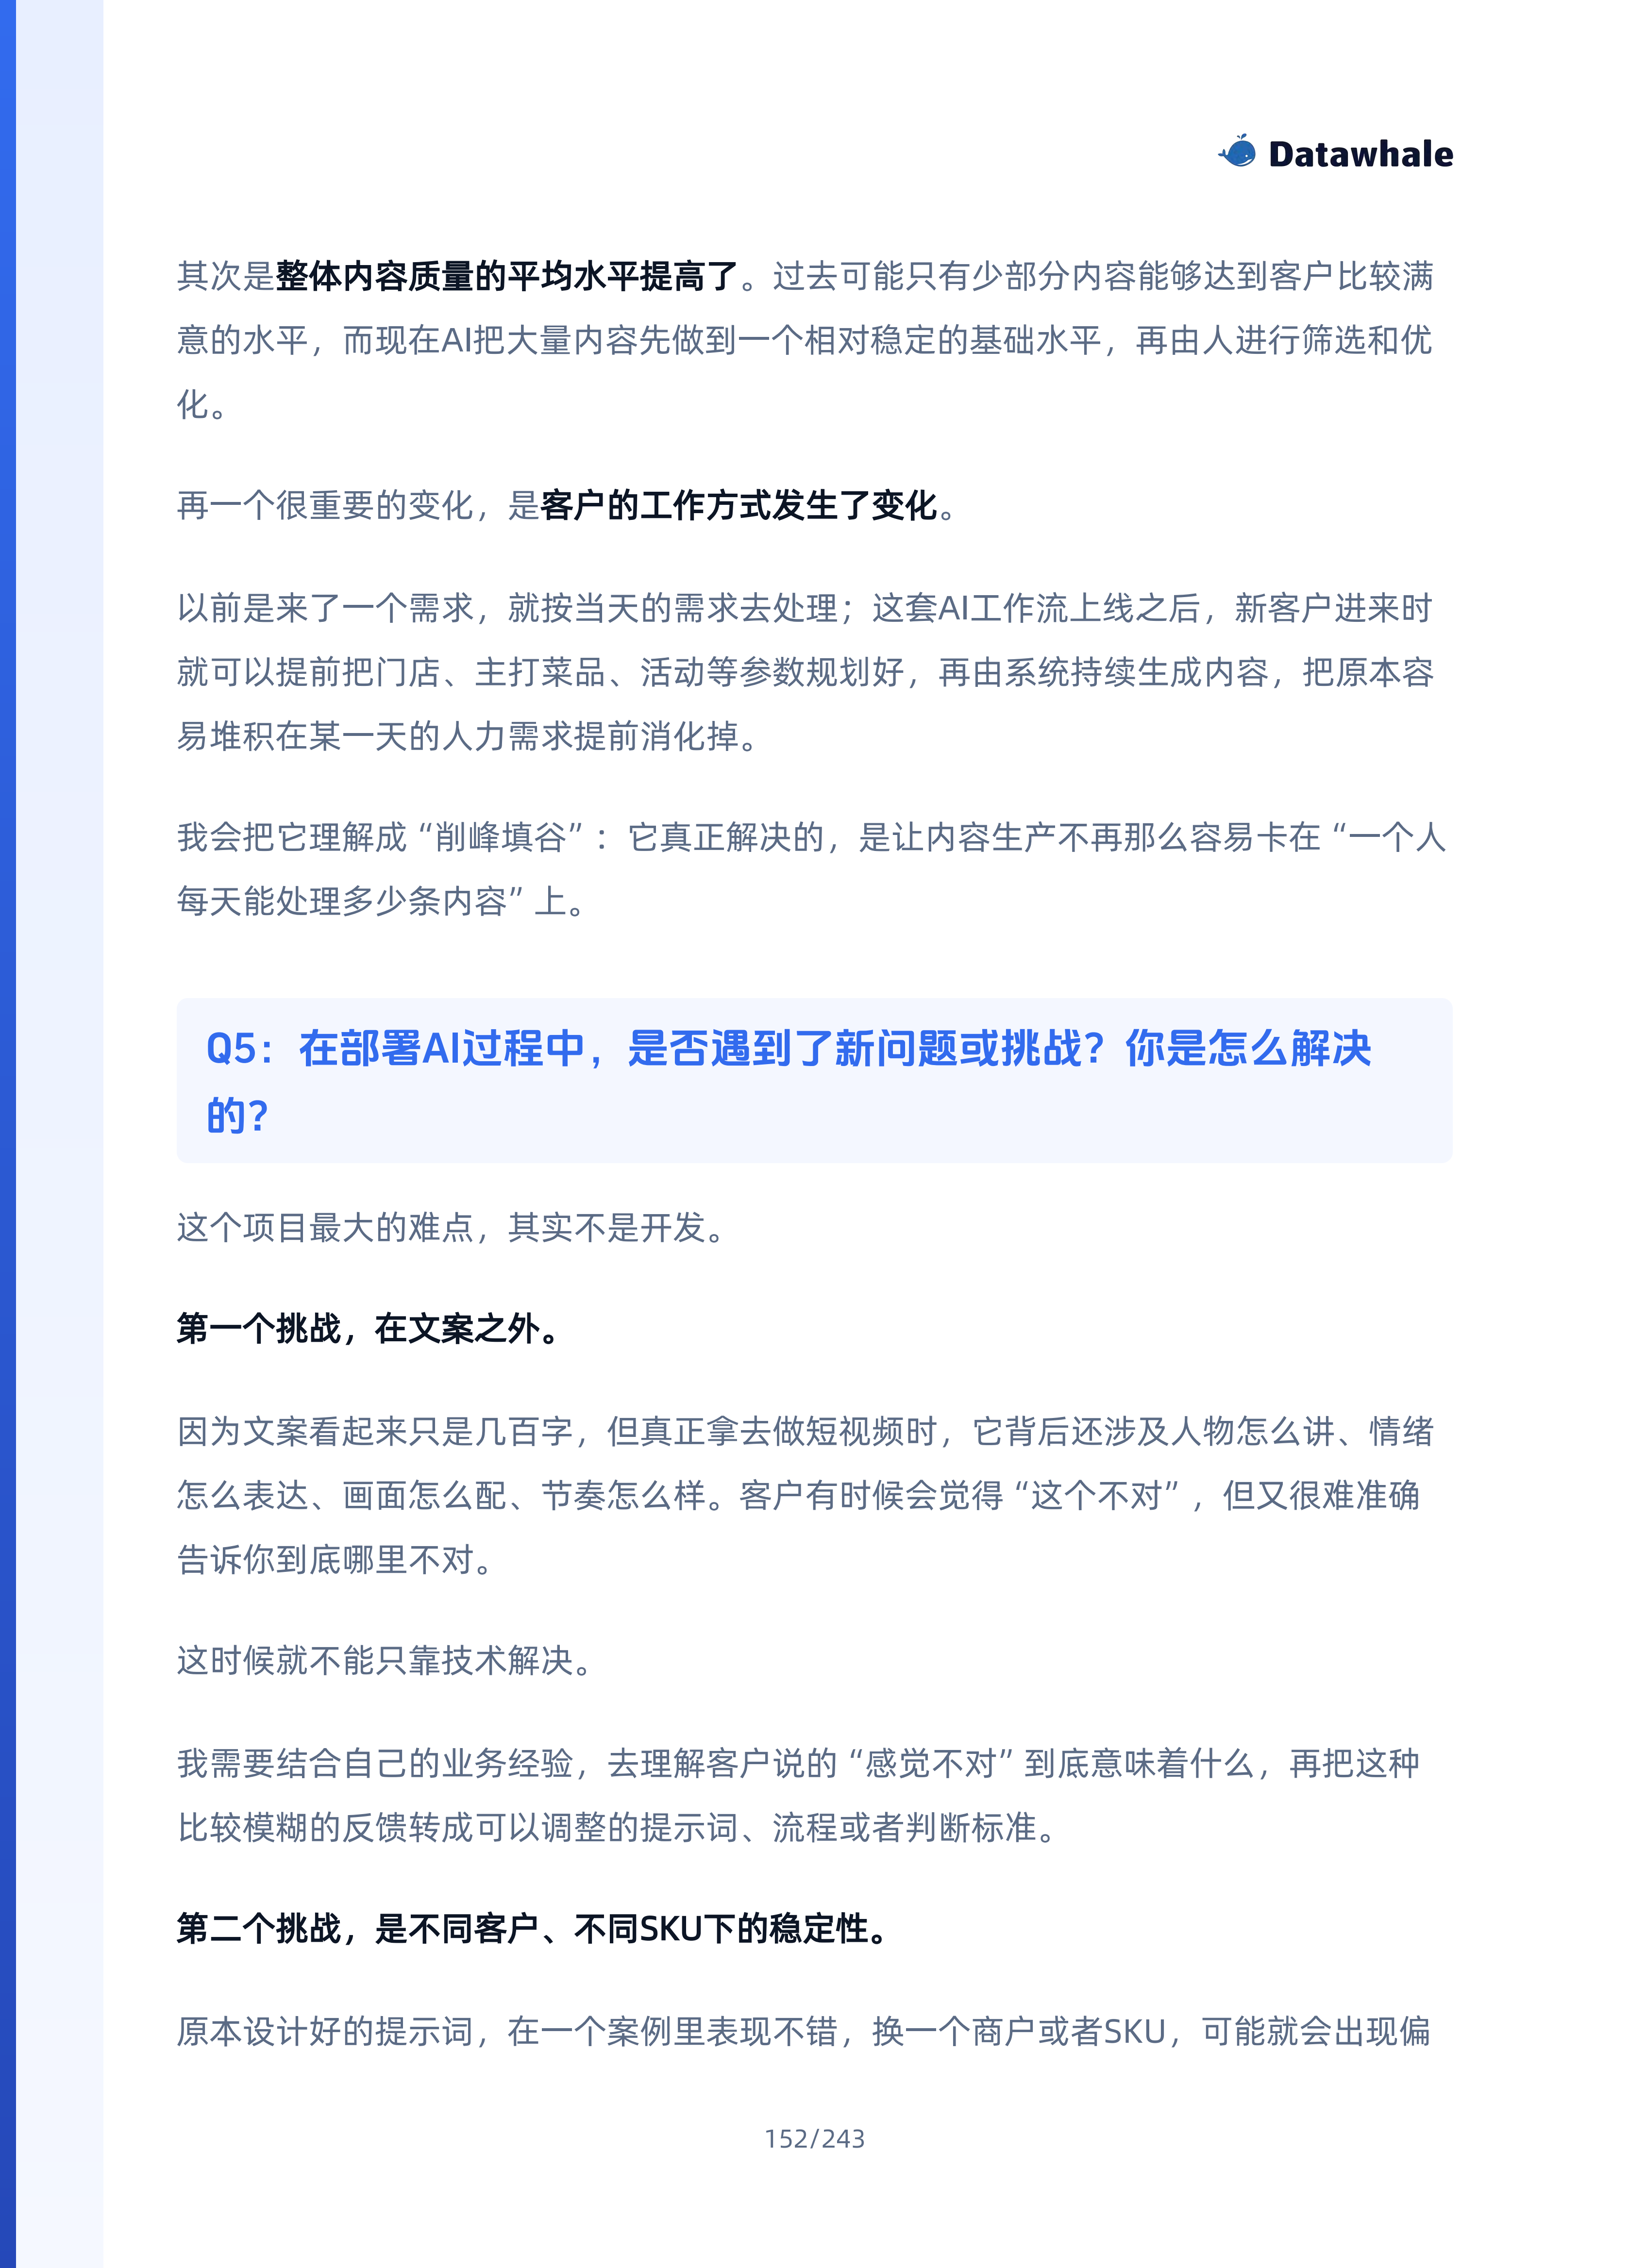 Datawhale
其次是整体内容质量的平均水平提高了。过去可能只有少部分内容能够达到客户比较满
意的水平，而现在AI把大量内容先做到一个相对稳定的基础水平，再由人进行筛选和优
化。
再一个很重要的变化，是客户的工作方式发生了变化。
以前是来了一个需求，就按当天的需求去处理；这套AI工作流上线之后，新客户进来时
就可以提前把门店、主打菜品、活动等参数规划好，再由系统持续生成内容，把原本容
易堆积在某一天的人力需求提前消化掉。
我会把它理解成“削峰填谷”：它真正解决的，是让内容生产不再那么容易卡在“一个人
每天能处理多少条内容”上。
Q5：在部署AI过程中，是否遇到了新问题或挑战？你是怎么解决
的？
这个项目最大的难点，其实不是开发。
第一个挑战，在文案之外。
因为文案看起来只是几百字，但真正拿去做短视频时，它背后还涉及人物怎么讲、情绪
怎么表达、画面怎么配、节奏怎么样。客户有时候会觉得“这个不对”，但又很难准确
告诉你到底哪里不对。
这时候就不能只靠技术解决。
我需要结合自己的业务经验，去理解客户说的“感觉不对”到底意味着什么，再把这种
比较模糊的反馈转成可以调整的提示词、流程或者判断标准。
第二个挑战，是不同客户、不同SKU下的稳定性。
原本设计好的提示词，在一个案例里表现不错，换一个商户或者SKU，可能就会出现偏
152/243